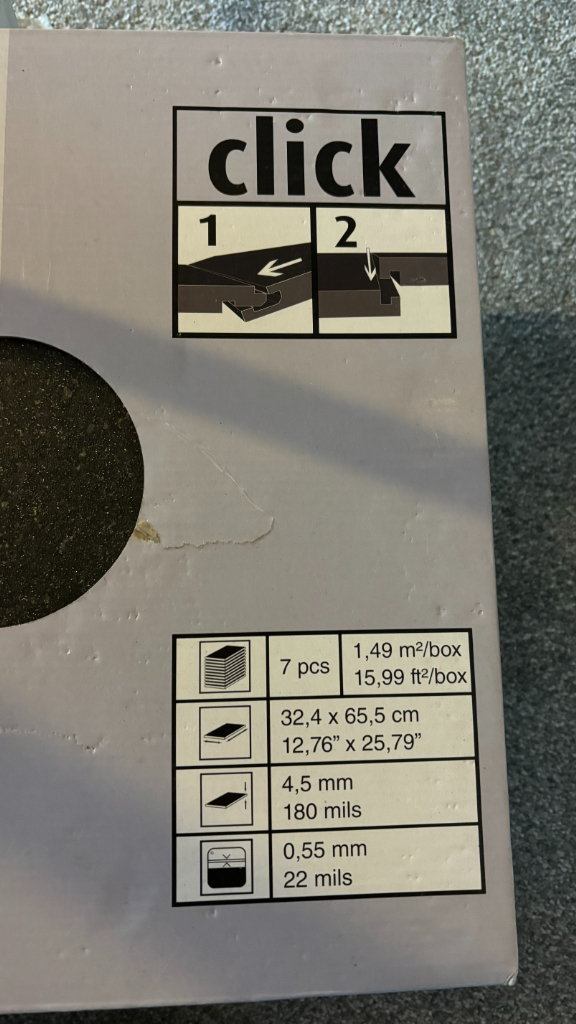 click
1 2
7 pcs
1,49 m²/box
15,99 ft²/box
32,4 x 65,5 cm
12,76” x 25,79”
4,5 mm
180 mils
0,55 mm
22 mils